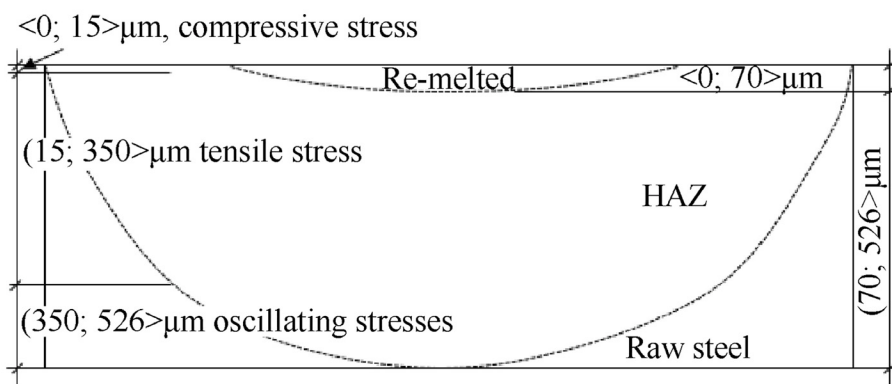 <0; 15>μm, compressive stress
Re-melted
<0; 70>μm
(15; 350>μm tensile stress
HAZ
(70; 526>μm
(350; 526>μm oscillating stresses
Raw steel